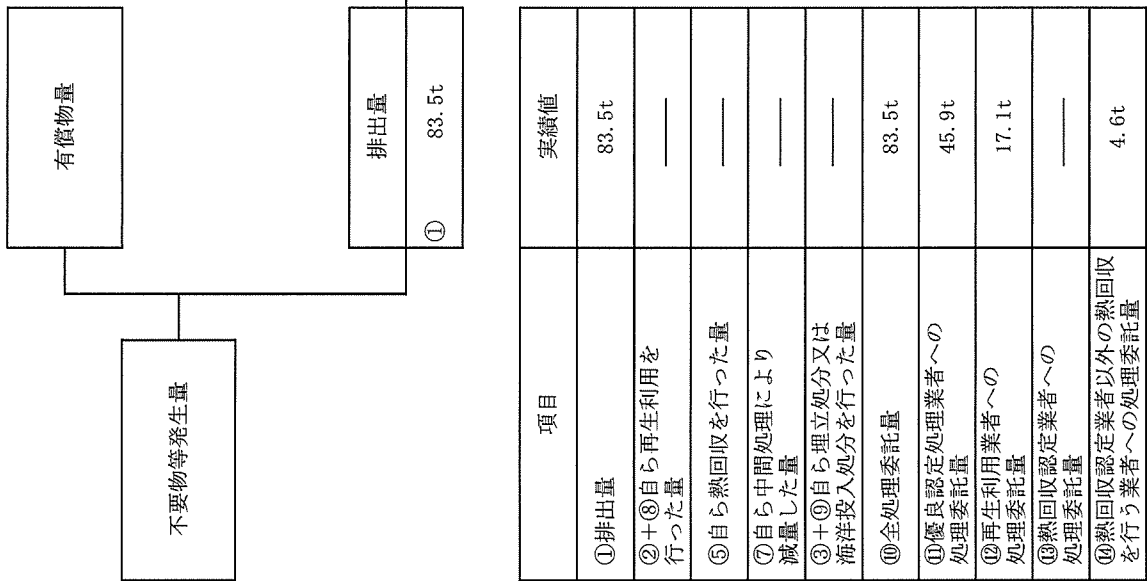 有償物量
不要物等発生量
排出量
① 83.5t
項目 実績値
①排出量 83.5t
②+⑧自ら再生利用を
行った量 ――
⑤自ら熱回収を行った量 ――
⑦自ら中間処理により
減量した量 ――
③+⑨自ら埋立処分又は
海洋投入処分を行った量 ――
⑩全処理委託量 83.5t
⑪優良認定処理業者への
処理委託量 45.9t
⑫再生利用業者への
処理委託量 17.1t
⑬熱回収認定業者への
処理委託量 ――
⑭熱回収認定業者以外の熱回収
を行う業者への処理委託量 4.6t